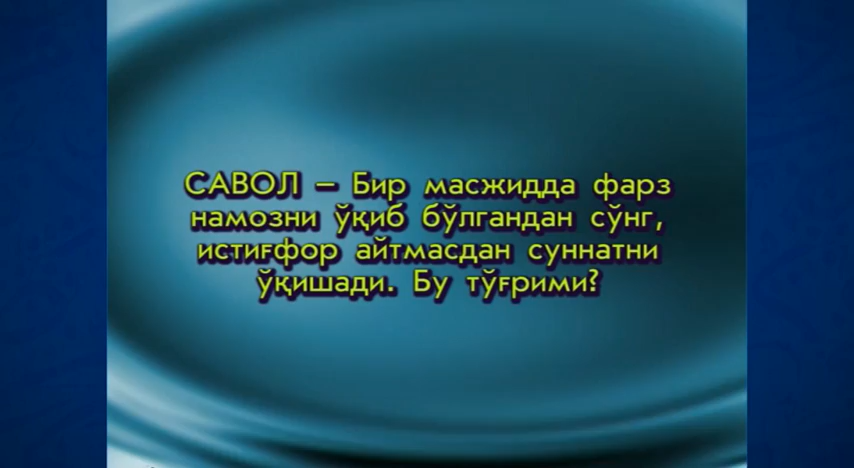 САВОЛ – Бир масжидда фарз
намозни ўқиб бўлгандан сўнг,
истиғфор айтмасдан суннатни
ўқишади. Бу тўғрими?